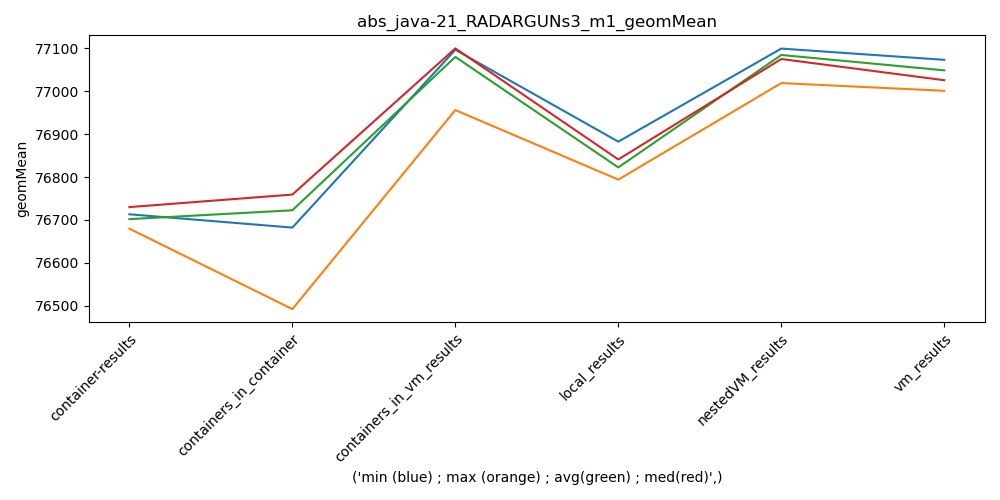 abs_java-21_RADARGUNs3_m1_geomMean
77100
77000
76900
76800
76700
76600
76500
geomMean
container-results
containers_in_container
containers_in_vm_results
local_results
nestedVM_results
vm_results
('min (blue) ; max (orange) ; avg(green) ; med(red)',)